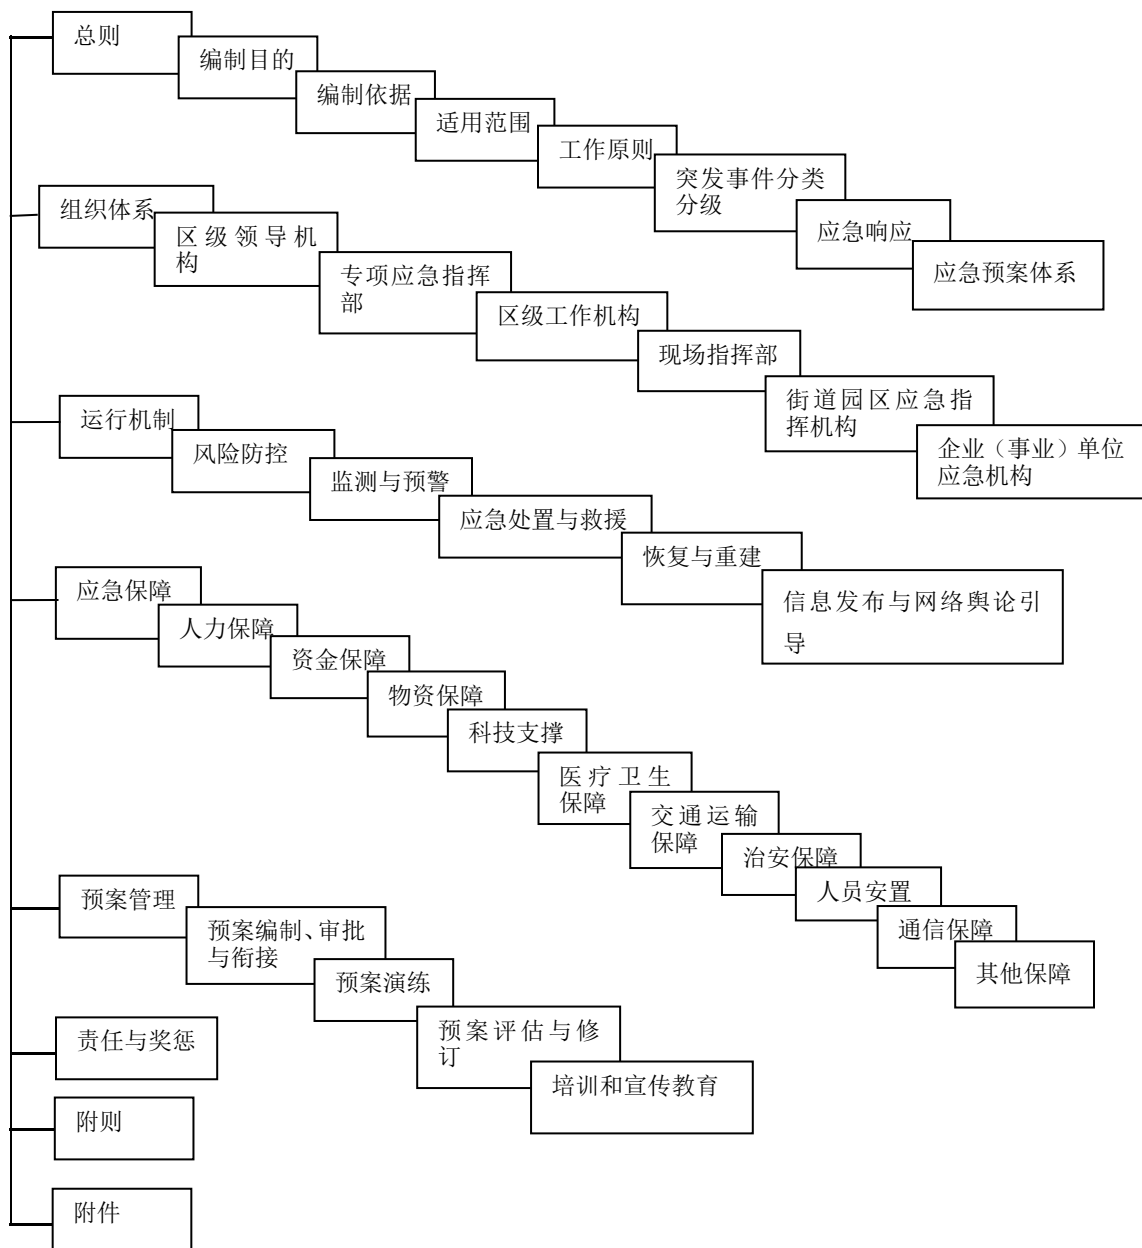 总则
编制目的
编制依据
适用范围
工作原则
突发事件分类
分级
应急响应
应急预案体系
组织体系
区级领导机
构
专项应急指挥
部
区级工作机构
现场指挥部
街道园区应急指
挥机构
企业（事业）单位
应急机构
运行机制
风险防控
监测与预警
应急处置与救援
恢复与重建
信息发布与网络舆论引
导
应急保障
人力保障
资金保障
物资保障
科技支撑
医疗卫生
保障
交通运输
保障
治安保障
人员安置
通信保障
其他保障
预案管理
预案编制、审批
与衔接
预案演练
预案评估与修
订
培训和宣传教育
责任与奖惩
附则
附件